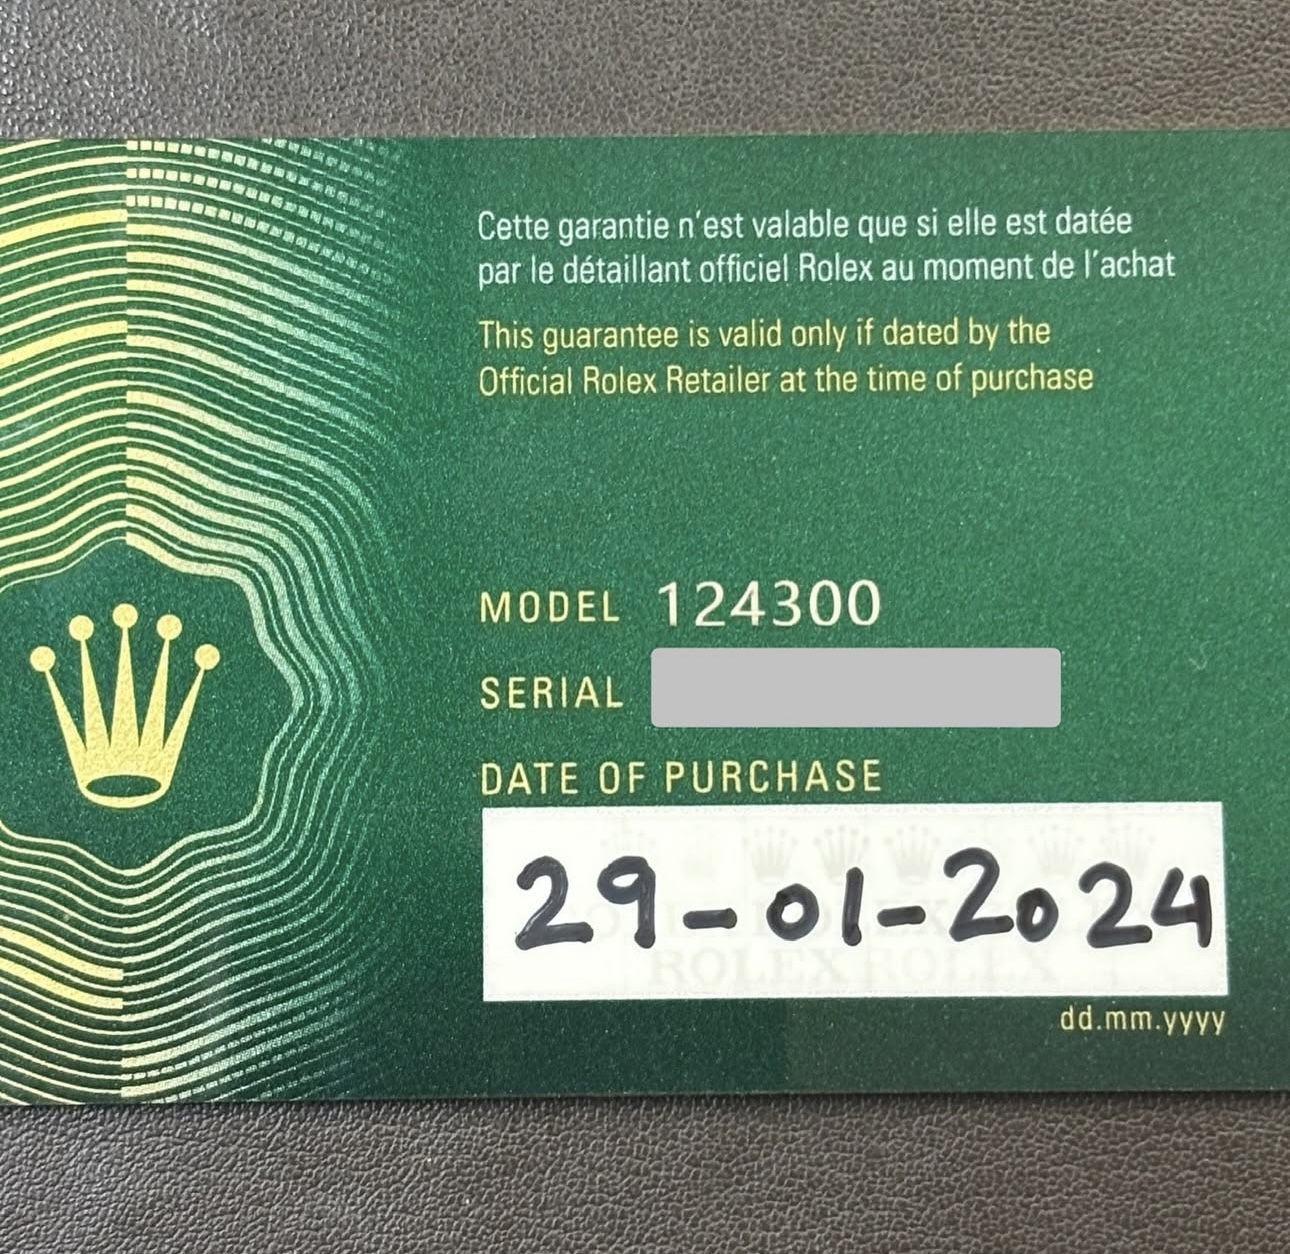 Cette garantie n'est valable que si elle est datée
par le détaillant officiel Rolex au moment de l'achat
This guarantee is valid only if dated by the
Official Rolex Retailer at the time of purchase
MODEL 124300
SERIAL
DATE OF PURCHASE
29-01-2024
ROLEX ROLEX
dd.mm.yyyy